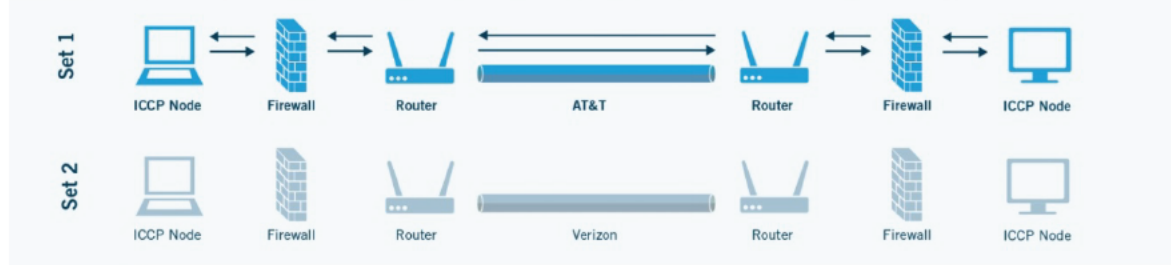 Set 1
ICCP Node Firewall Router AT&T Router Firewall ICCP Node
Set 2
ICCP Node Firewall Router Verizon Router Firewall ICCP Node